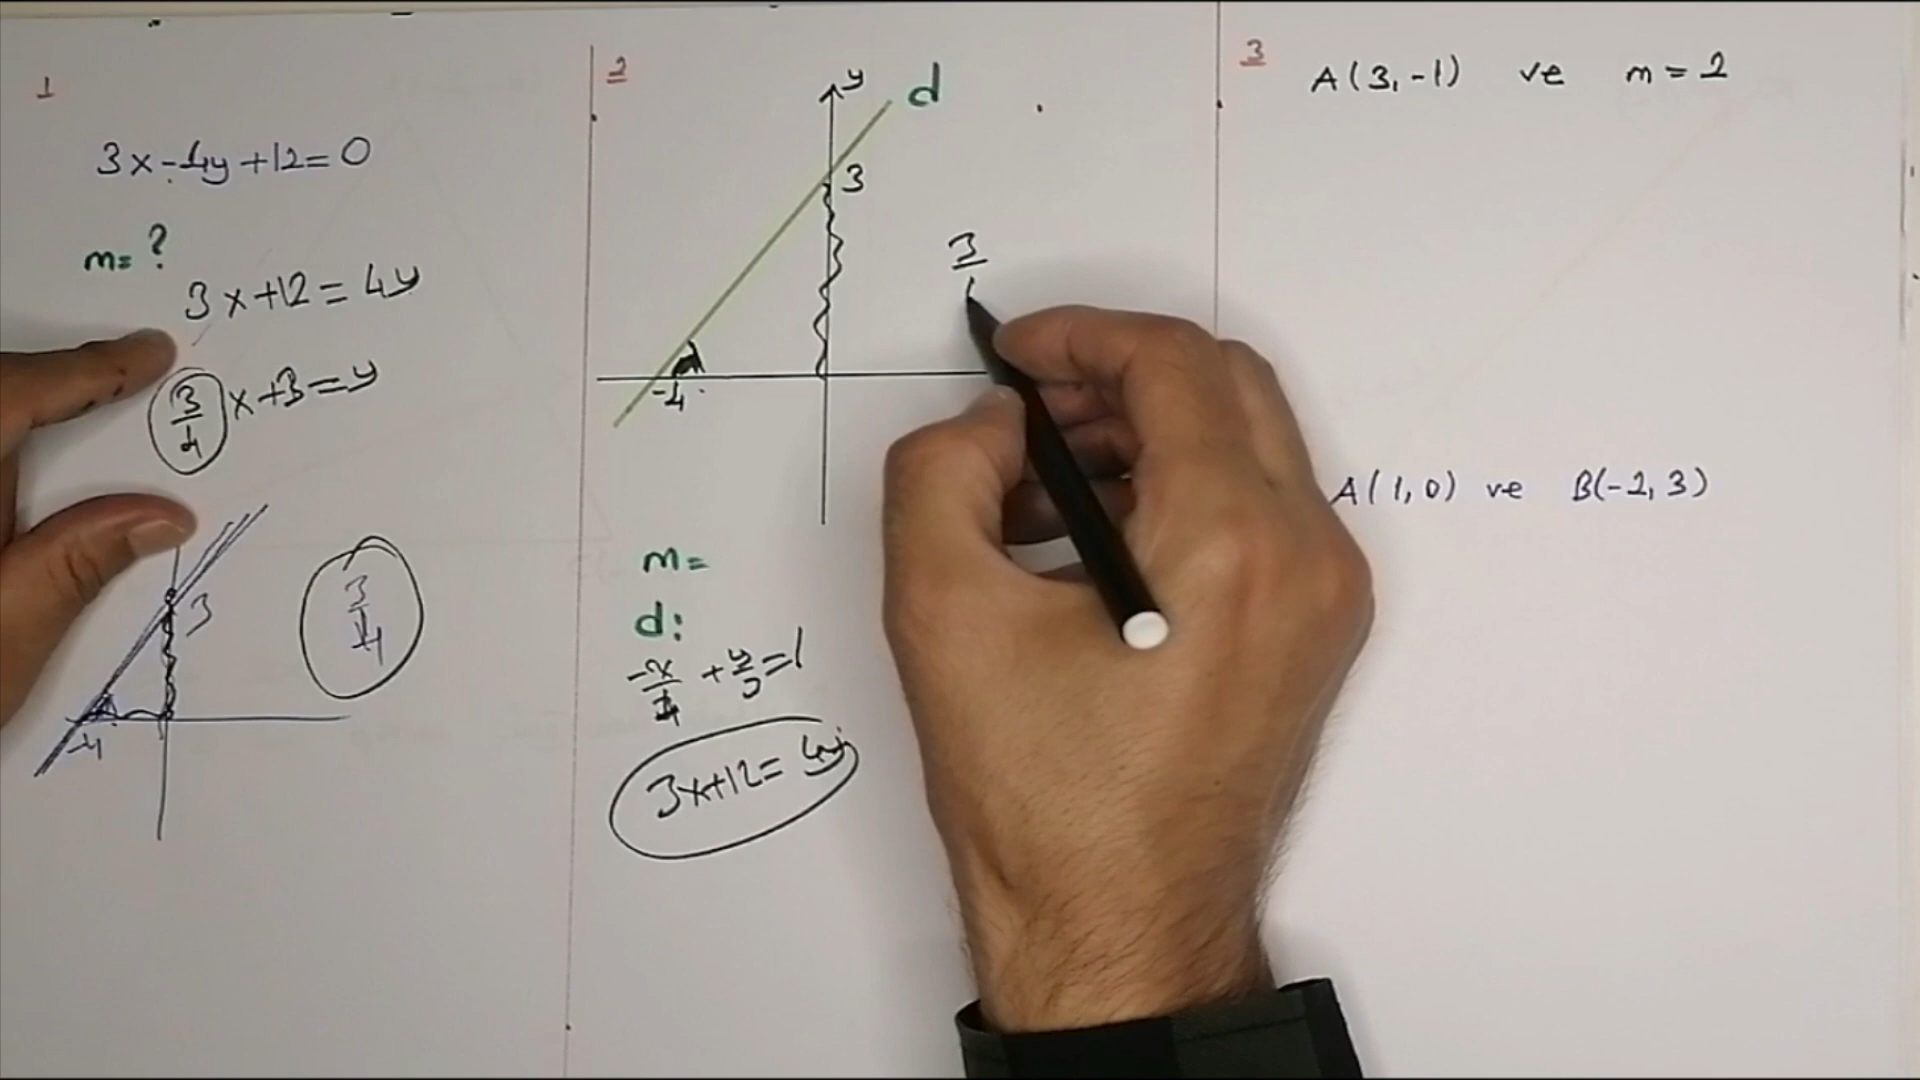 1
3x-4y+12=0
m=?
3x+12=4y
3/4 x+3=y
3
-4
3/4
2
y
d
3
-4
3/
m=
d:
-x/4 + y/3 = 1
3x+12=4y
3
A(3,-1) ve m=2
A(1,0) ve B(-2,3)